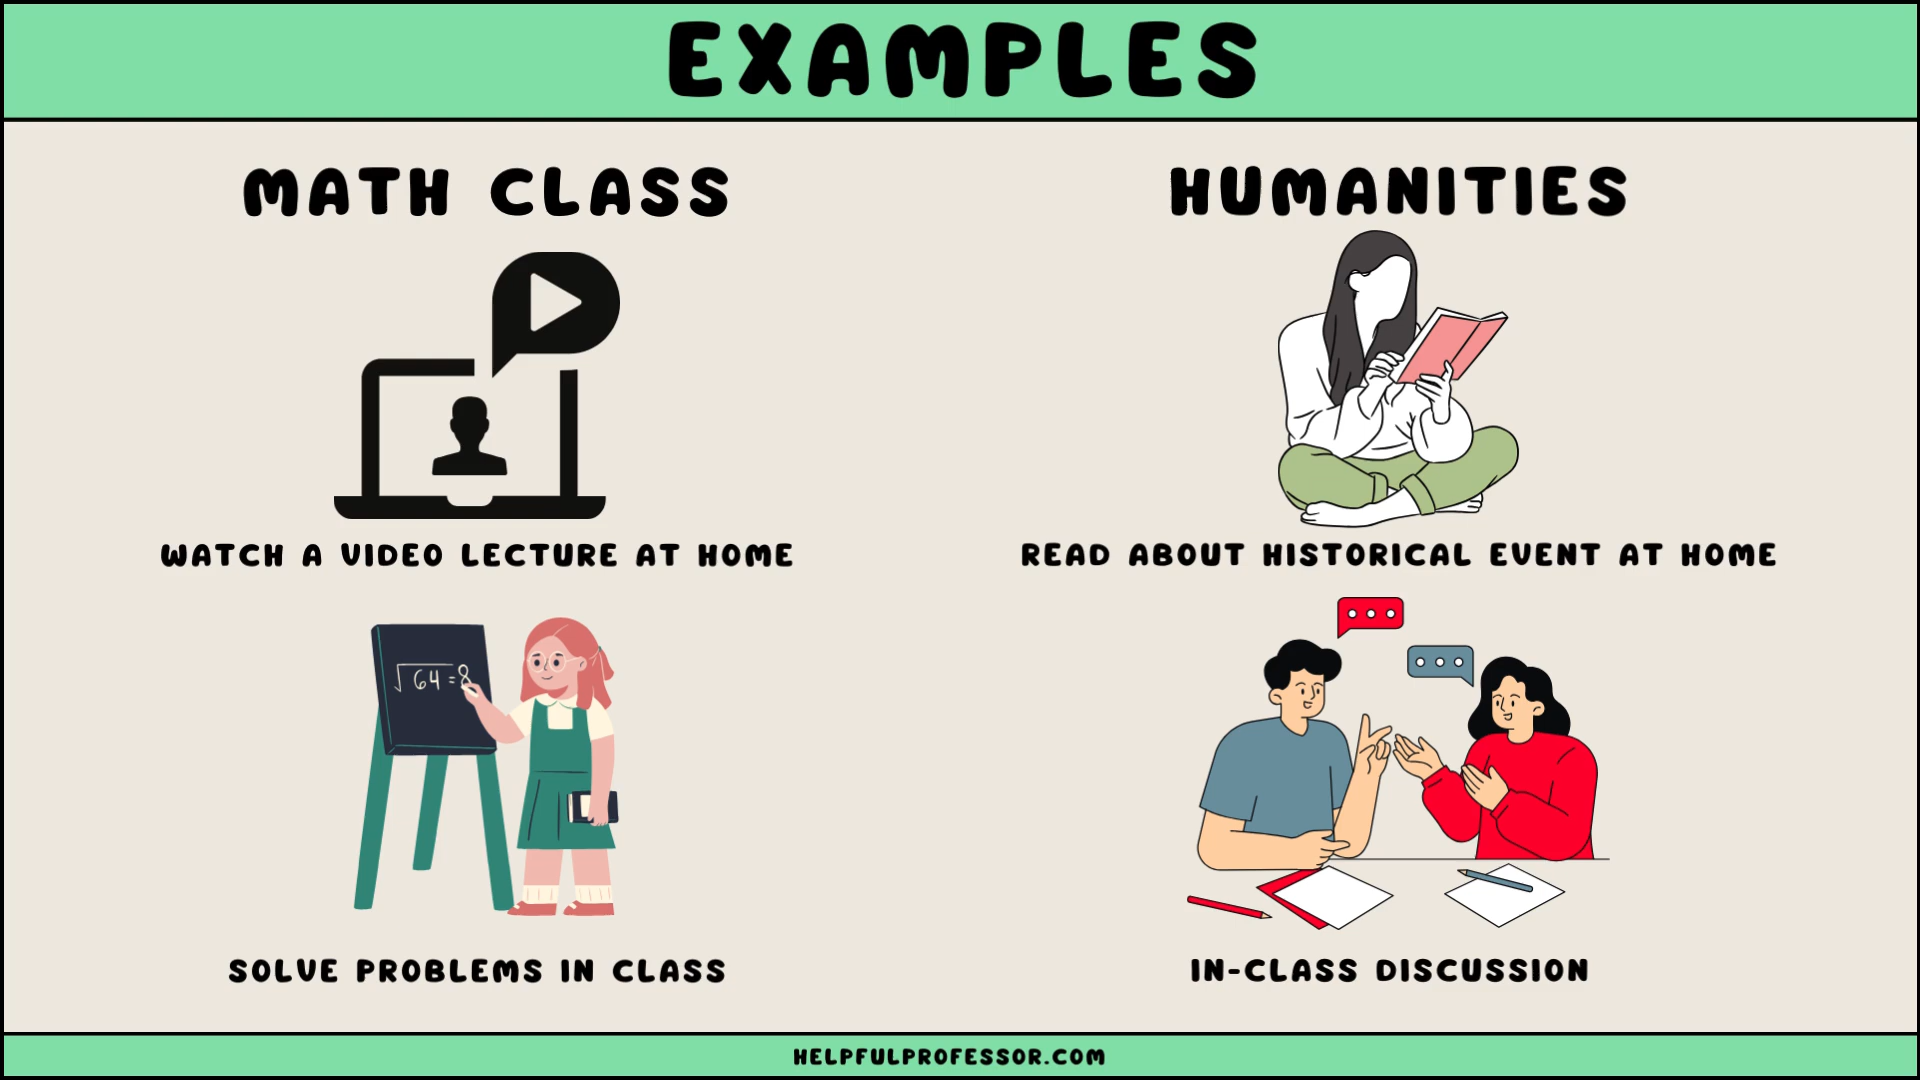 EXAMPLES
MATH CLASS
WATCH A VIDEO LECTURE AT HOME
√64=8
SOLVE PROBLEMS IN CLASS
HUMANITIES
READ ABOUT HISTORICAL EVENT AT HOME
IN-CLASS DISCUSSION
HELPFULPROFESSOR.COM